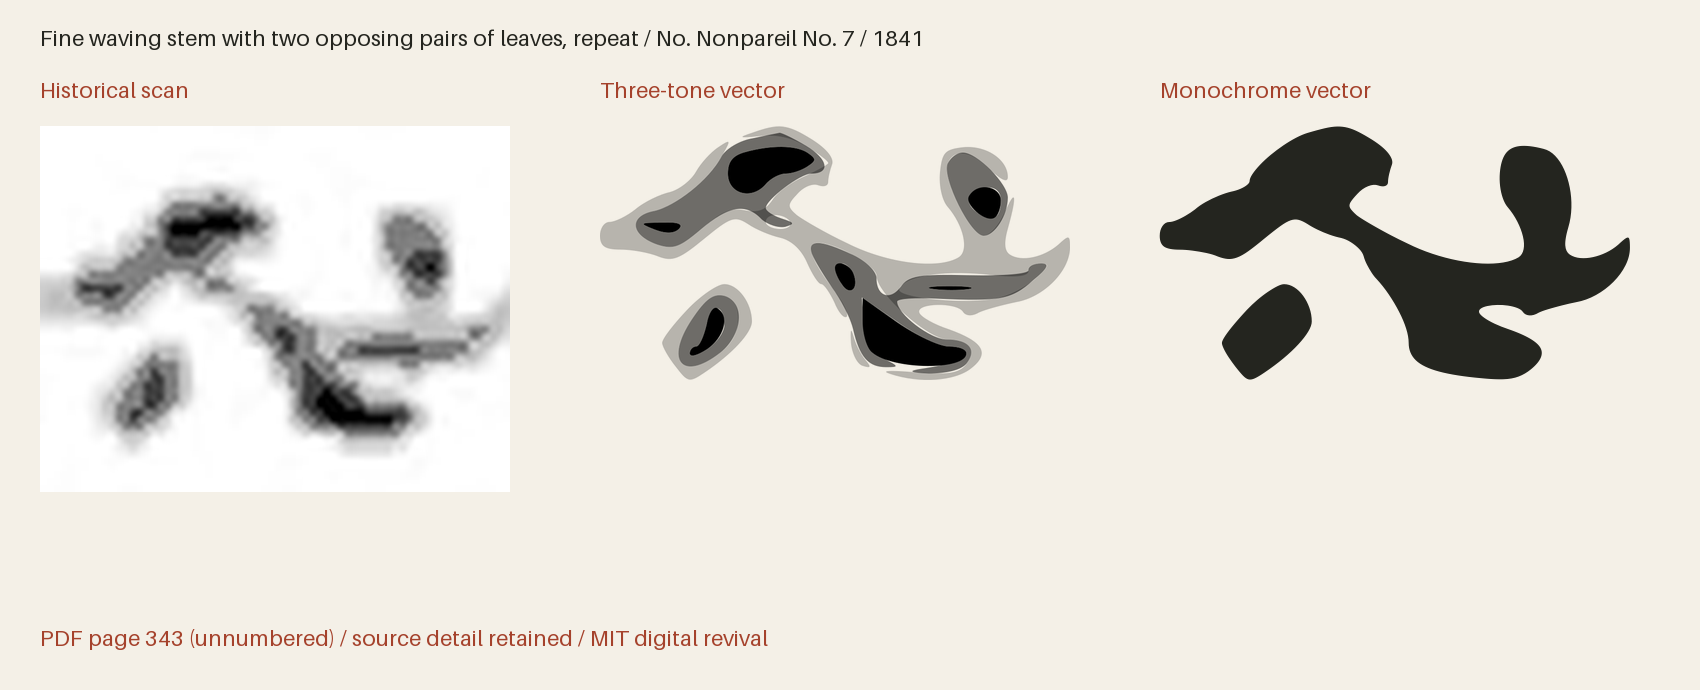 Fine waving stem with two opposing pairs of leaves, repeat / No. Nonpareil No. 7 / 1841
Historical scan
Three-tone vector
Monochrome vector
PDF page 343 (unnumbered) / source detail retained / MIT digital revival